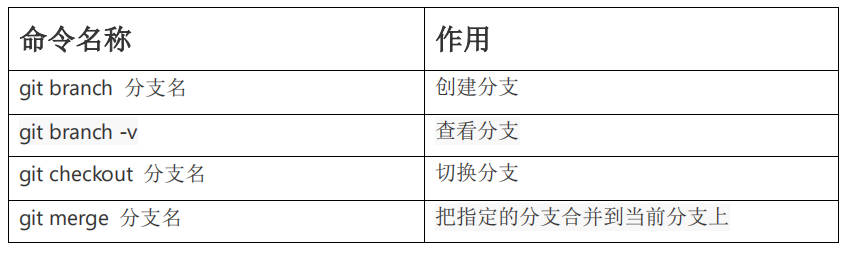 命令名称 作用
git branch 分支名 创建分支
git branch -v 查看分支
git checkout 分支名 切换分支
git merge 分支名 把指定的分支合并到当前分支上